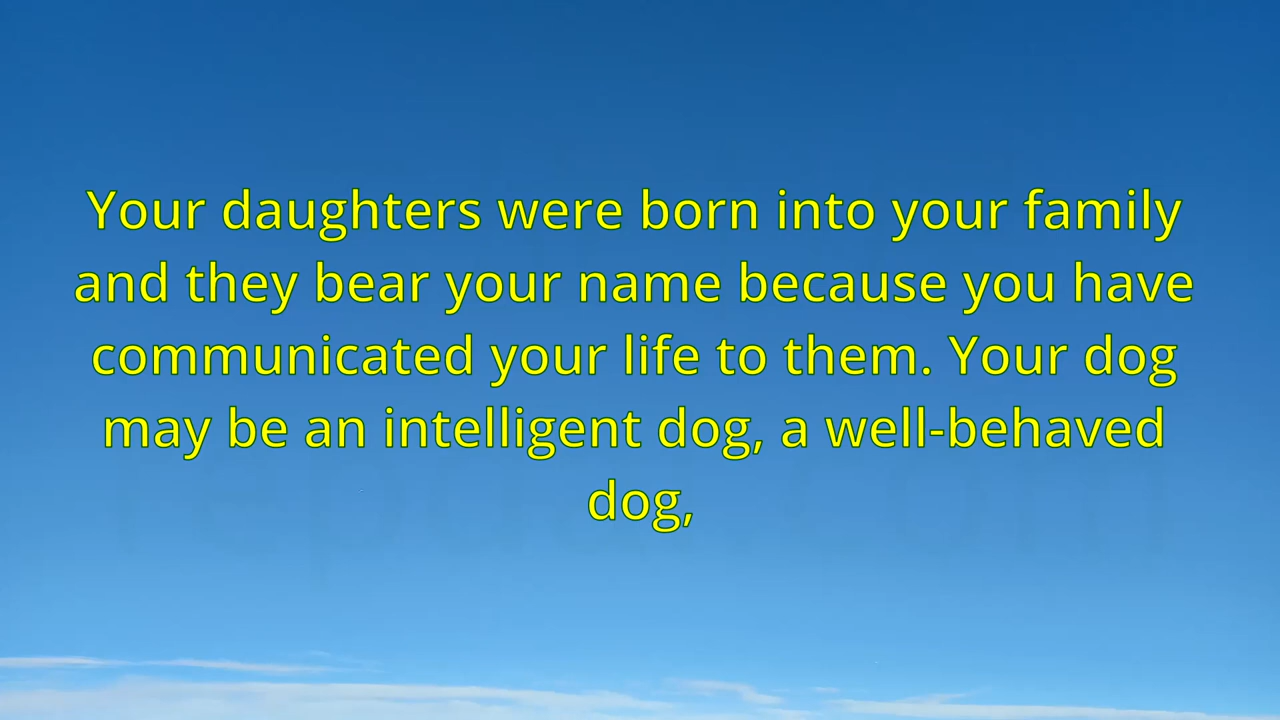 Your daughters were born into your family
and they bear your name because you have
communicated your life to them. Your dog
may be an intelligent dog, a well-behaved
dog,